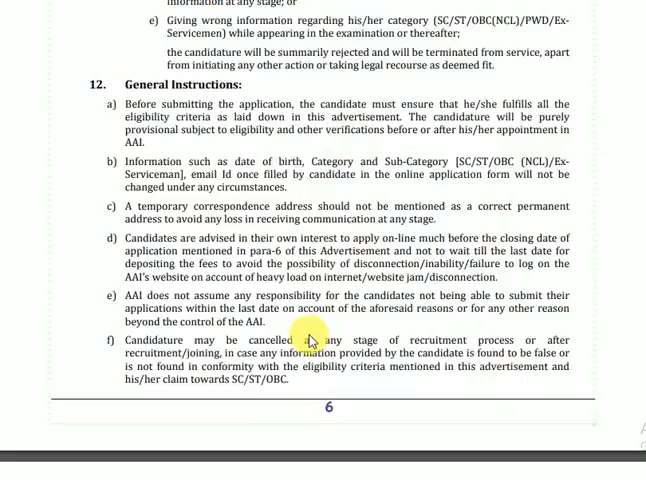 information at any stage; or
e) Giving wrong information regarding his/her category (SC/ST/OBC(NCL)/PWD/Ex-
Servicemen) while appearing in the examination or thereafter;
the candidature will be summarily rejected and will be terminated from service, apart
from initiating any other action or taking legal recourse as deemed fit.
12. General Instructions:
a) Before submitting the application, the candidate must ensure that he/she fulfills all the
eligibility criteria as laid down in this advertisement. The candidature will be purely
provisional subject to eligibility and other verifications before or after his/her appointment in
AAI.
b) Information such as date of birth, Category and Sub-Category [SC/ST/OBC (NCL)/Ex-
Serviceman], email Id once filled by candidate in the online application form will not be
changed under any circumstances.
c) A temporary correspondence address should not be mentioned as a correct permanent
address to avoid any loss in receiving communication at any stage.
d) Candidates are advised in their own interest to apply on-line much before the closing date of
application mentioned in para-6 of this Advertisement and not to wait till the last date for
depositing the fees to avoid the possibility of disconnection/inability/failure to log on the
AAI's website on account of heavy load on internet/website jam/disconnection.
e) AAI does not assume any responsibility for the candidates not being able to submit their
applications within the last date on account of the aforesaid reasons or for any other reason
beyond the control of the AAI.
f) Candidature may be cancelled any stage of recruitment process or after
recruitment/joining, in case any information provided by the candidate is found to be false or
is not found in conformity with the eligibility criteria mentioned in this advertisement and
his/her claim towards SC/ST/OBC.
6